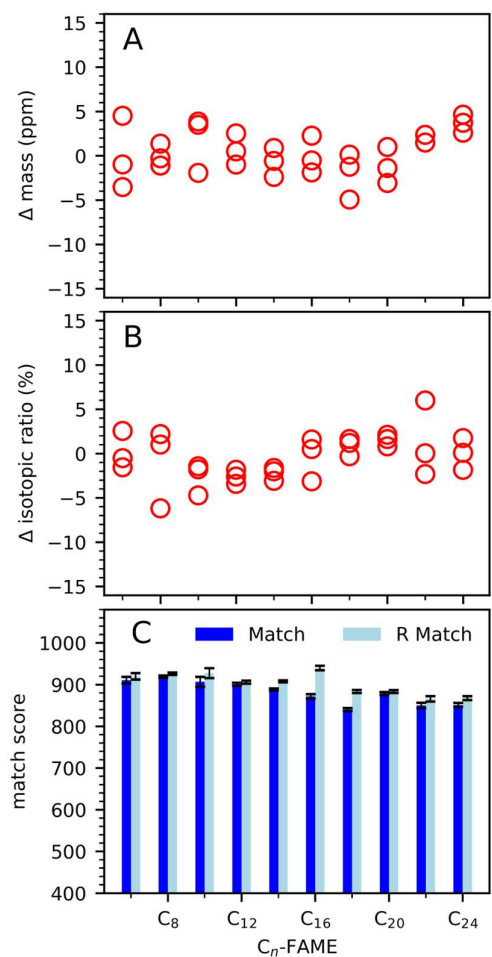 A
Δ mass (ppm)
15
10
5
0
−5
−10
−15
B
Δ isotopic ratio (%)
15
10
5
0
−5
−10
−15
C
Match
R Match
match score
1000
900
800
700
600
500
400
C₈ C₁₂ C₁₆ C₂₀ C₂₄
Cₙ-FAME